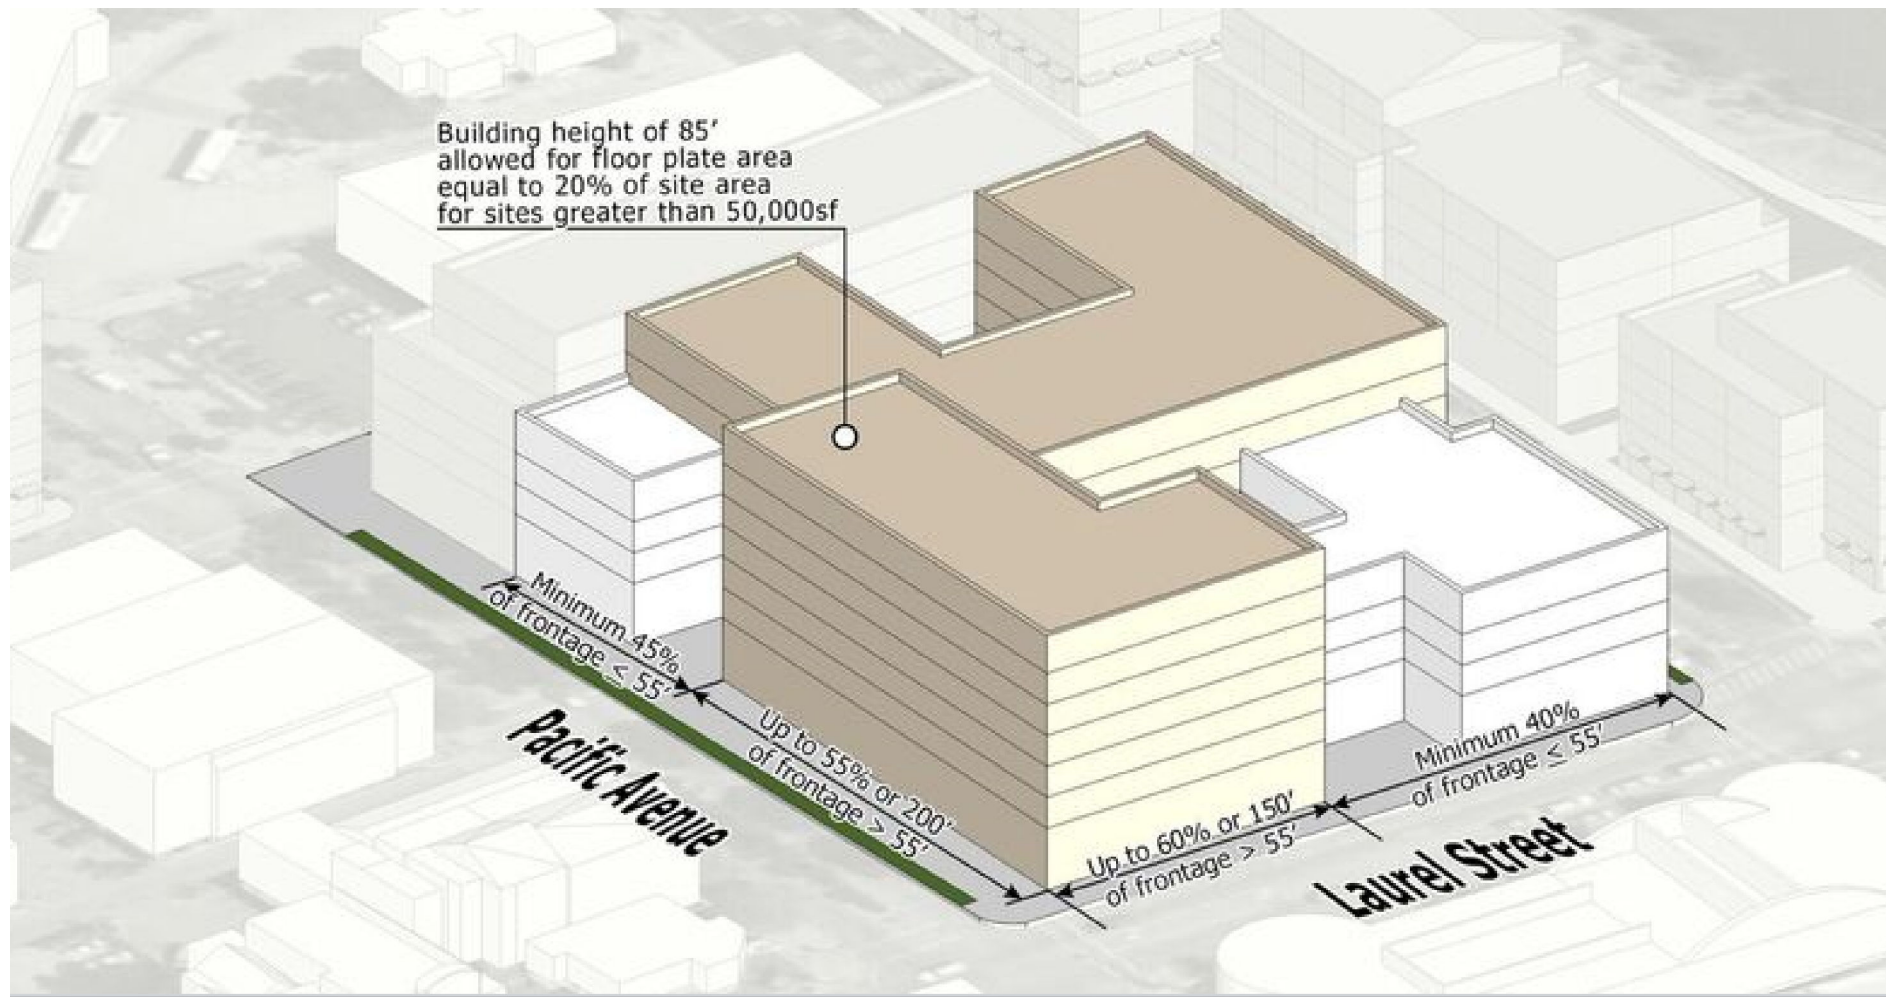 Building height of 85'
allowed for floor plate area
equal to 20% of site area
for sites greater than 50,000sf
Minimum 45%
of frontage ≤ 55'
Up to 55% or 200'
of frontage > 55'
Pacific Avenue
Up to 60% or 150'
of frontage > 55'
Minimum 40%
of frontage ≤ 55'
Laurel Street